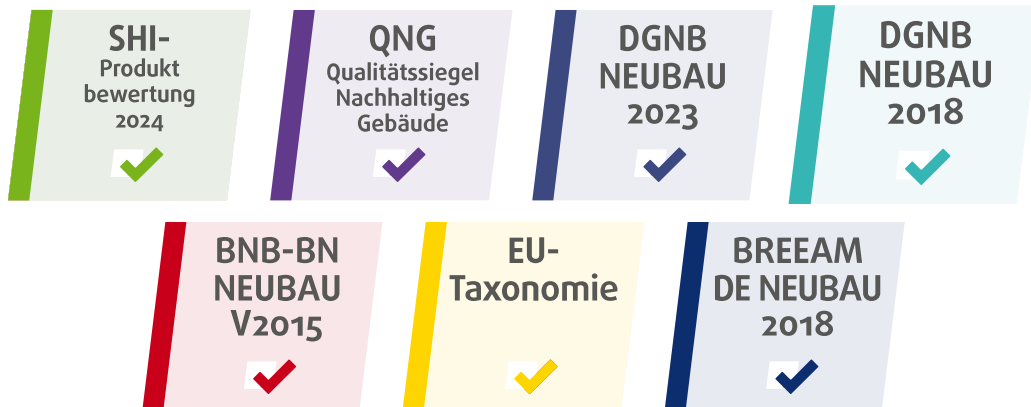 SHI-
Produkt
bewertung
2024
QNG
Qualitätssiegel
Nachhaltiges
Gebäude
DGNB
NEUBAU
2023
DGNB
NEUBAU
2018
BNB-BN
NEUBAU
V2015
EU-
Taxonomie
BREEAM
DE NEUBAU
2018